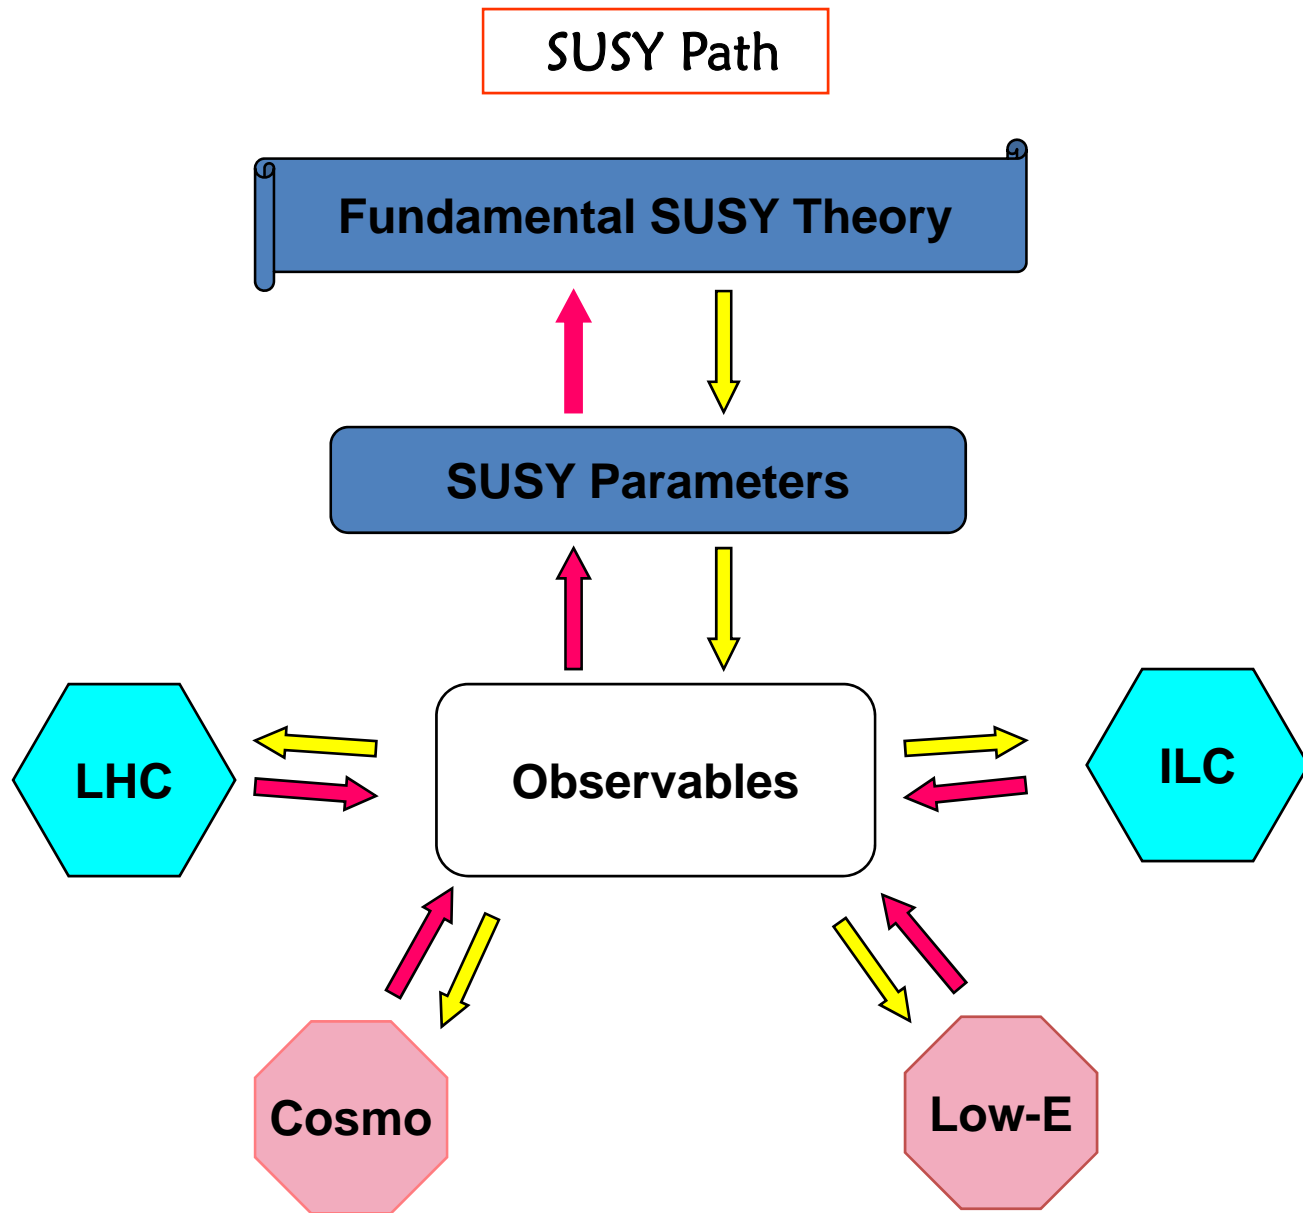 SUSY Path
Fundamental SUSY Theory
SUSY Parameters
LHC
Observables
ILC
Cosmo
Low-E